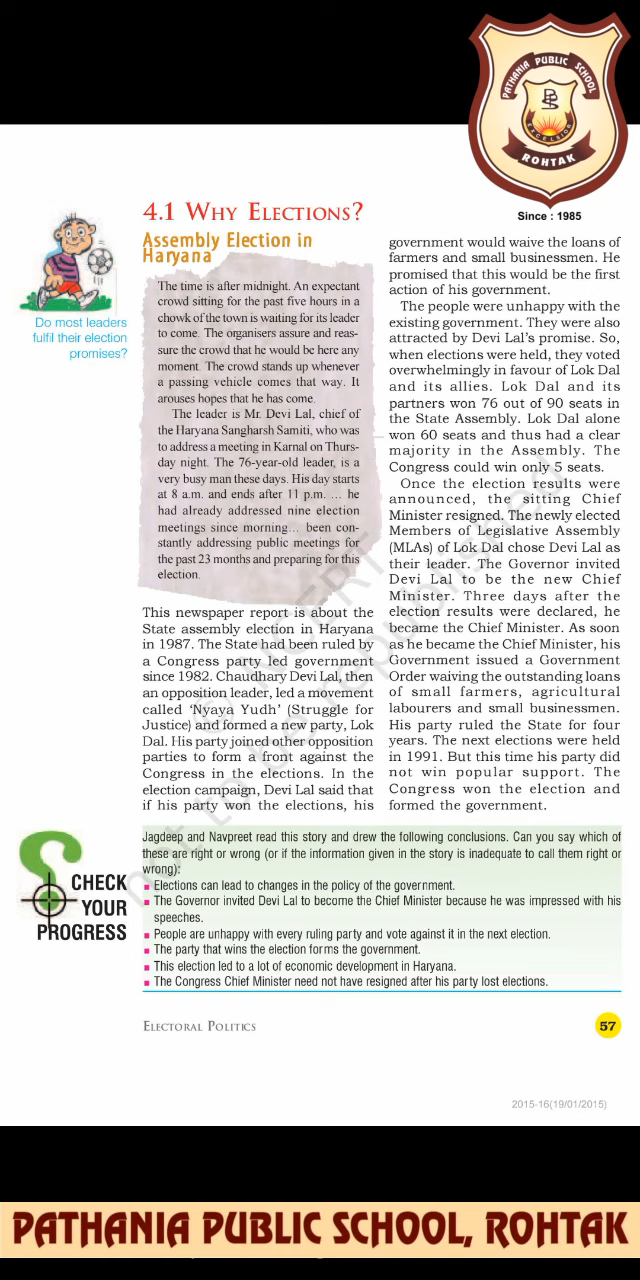 PATHANIA PUBLIC SCHOOL
PS
EXCELSIOR
ROHTAK
Since : 1985
4.1 WHY ELECTIONS?
Assembly Election in
Haryana
The time is after midnight. An expectant
crowd sitting for the past five hours in a
chowk of the town is waiting for its leader
to come. The organisers assure and reas-
sure the crowd that he would be here any
moment. The crowd stands up whenever
a passing vehicle comes that way. It
arouses hopes that he has come.
The leader is Mr. Devi Lal, chief of
the Haryana Sangharsh Samiti, who was
to address a meeting in Karnal on Thurs-
day night. The 76-year-old leader, is a
very busy man these days. His day starts
at 8 a.m. and ends after 11 p.m. … he
had already addressed nine election
meetings since morning… been con-
stantly addressing public meetings for
the past 23 months and preparing for this
election.
Do most leaders
fulfil their election
promises?
This newspaper report is about the
State assembly election in Haryana
in 1987. The State had been ruled by
a Congress party led government
since 1982. Chaudhary Devi Lal, then
an opposition leader, led a movement
called ‘Nyaya Yudh’ (Struggle for
Justice) and formed a new party, Lok
Dal. His party joined other opposition
parties to form a front against the
Congress in the elections. In the
election campaign, Devi Lal said that
if his party won the elections, his
government would waive the loans of
farmers and small businessmen. He
promised that this would be the first
action of his government.
The people were unhappy with the
existing government. They were also
attracted by Devi Lal’s promise. So,
when elections were held, they voted
overwhelmingly in favour of Lok Dal
and its allies. Lok Dal and its
partners won 76 out of 90 seats in
the State Assembly. Lok Dal alone
won 60 seats and thus had a clear
majority in the Assembly. The
Congress could win only 5 seats.
Once the election results were
announced, the sitting Chief
Minister resigned. The newly elected
Members of Legislative Assembly
(MLAs) of Lok Dal chose Devi Lal as
their leader. The Governor invited
Devi Lal to be the new Chief
Minister. Three days after the
election results were declared, he
became the Chief Minister. As soon
as he became the Chief Minister, his
Government issued a Government
Order waiving the outstanding loans
of small farmers, agricultural
labourers and small businessmen.
His party ruled the State for four
years. The next elections were held
in 1991. But this time his party did
not win popular support. The
Congress won the election and
formed the government.
© NCERT
not to be republished
CHECK
YOUR
PROGRESS
Jagdeep and Navpreet read this story and drew the following conclusions. Can you say which of
these are right or wrong (or if the information given in the story is inadequate to call them right or
wrong):
■ Elections can lead to changes in the policy of the government.
■ The Governor invited Devi Lal to become the Chief Minister because he was impressed with his
speeches.
■ People are unhappy with every ruling party and vote against it in the next election.
■ The party that wins the election forms the government.
■ This election led to a lot of economic development in Haryana.
■ The Congress Chief Minister need not have resigned after his party lost elections.
ELECTORAL POLITICS
57
2015-16(19/01/2015)
PATHANIA PUBLIC SCHOOL, ROHTAK